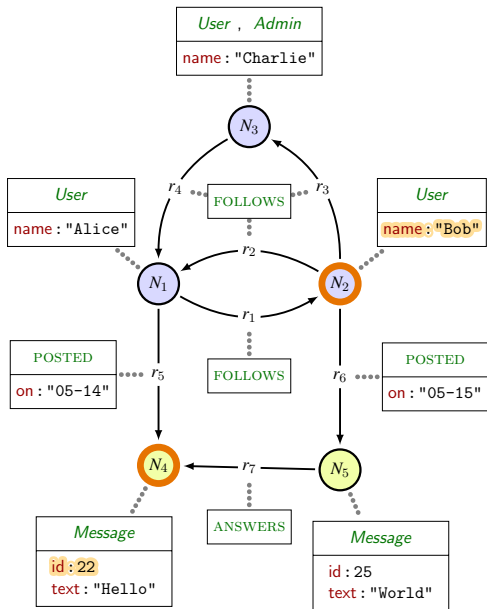 User , Admin
name : "Charlie"
N3
r4
FOLLOWS
r3
User
name : "Alice"
User
name : "Bob"
r2
N1
N2
r1
FOLLOWS
POSTED
on : "05-14"
r5
r6
POSTED
on : "05-15"
N4
r7
N5
ANSWERS
Message
id : 22
text : "Hello"
Message
id : 25
text : "World"